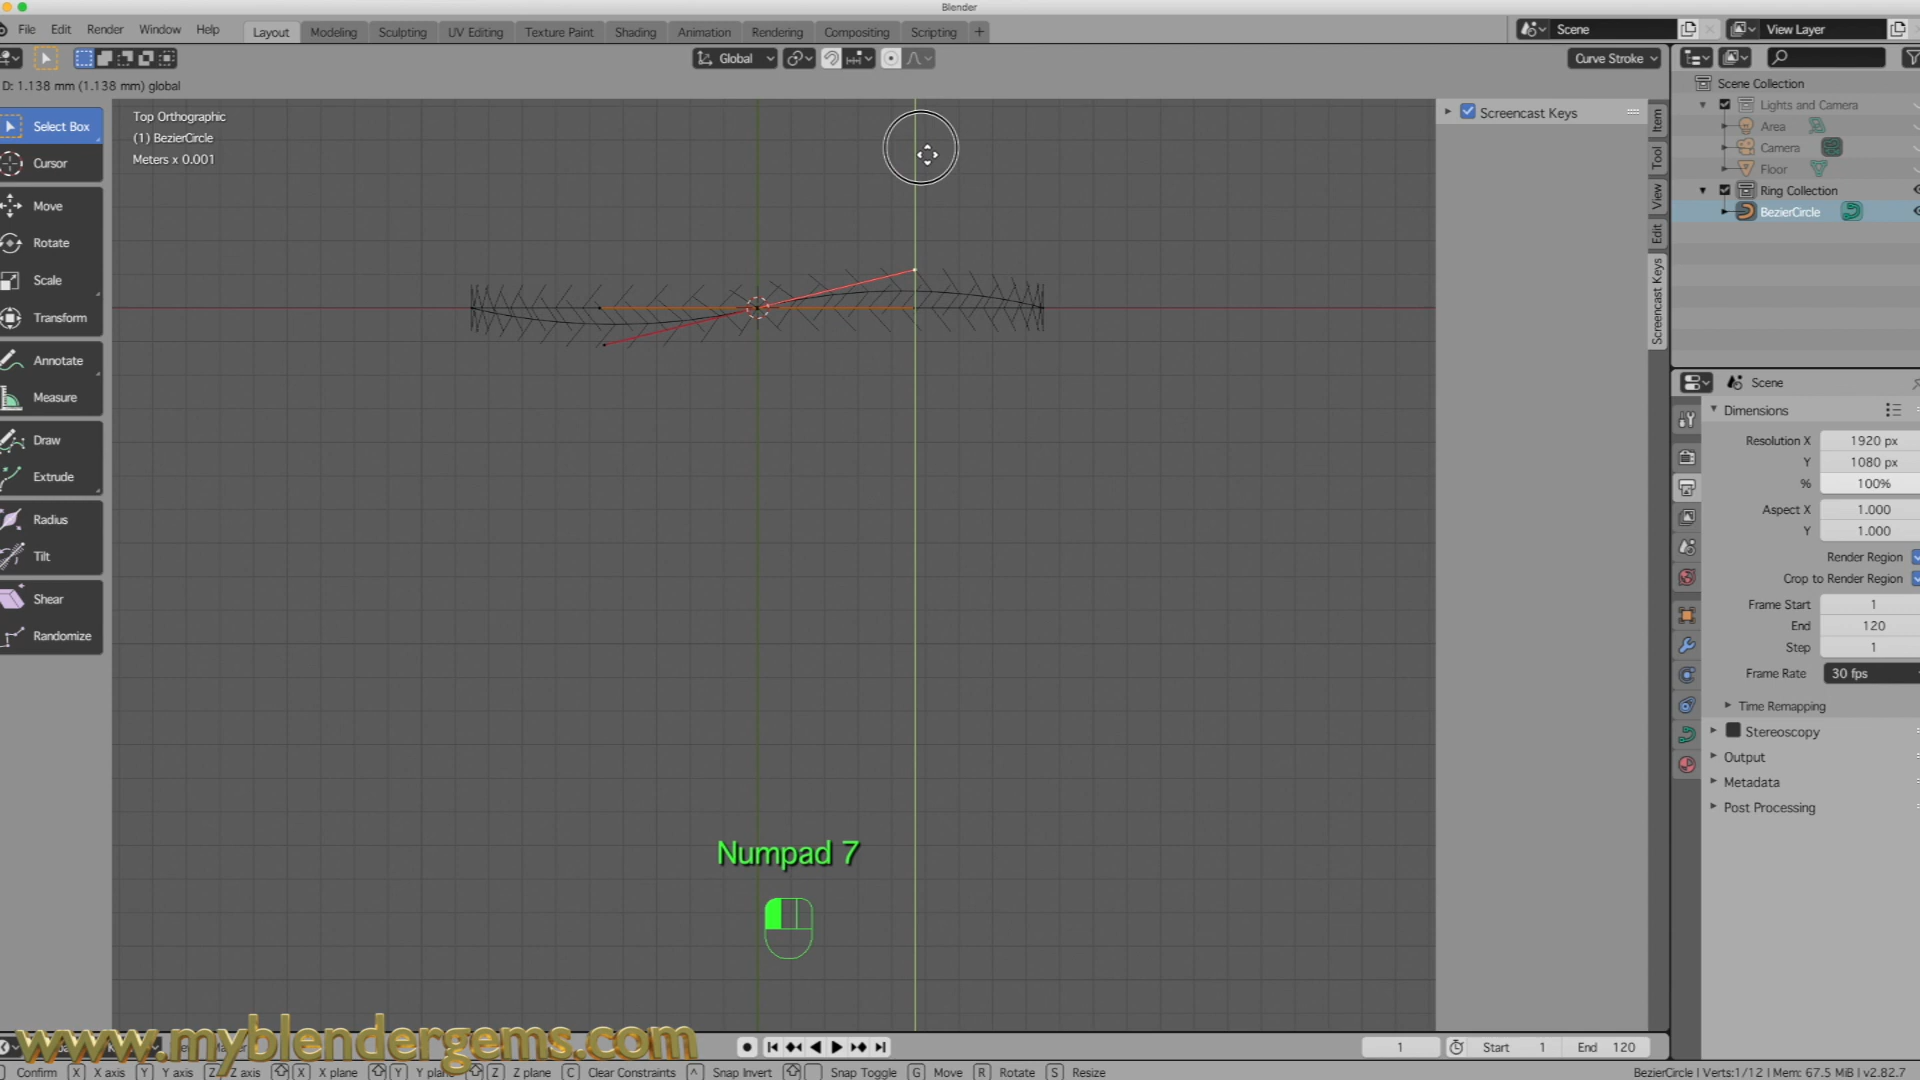 Blender
File Edit Render Window Help Layout Modeling Sculpting UV Editing Texture Paint Shading Animation Rendering Compositing Scripting + Scene View Layer
Global Curve Stroke
D: 1.138 mm (1.138 mm) global
Select Box
Cursor
Move
Rotate
Scale
Transform
Annotate
Measure
Draw
Extrude
Radius
Tilt
Shear
Randomize
Top Orthographic
(1) BezierCircle
Meters x 0.001
Screencast Keys
Item
Tool
View
Edit
Screencast Keys
Scene Collection
Lights and Camera
Area
Camera
Floor
Ring Collection
BezierCircle
Scene
Dimensions
Resolution X 1920 px
Y 1080 px
% 100%
Aspect X 1.000
Y 1.000
Render Region
Crop to Render Region
Frame Start 1
End 120
Step 1
Frame Rate 30 fps
Time Remapping
Stereoscopy
Output
Metadata
Post Processing
Numpad 7
www.myblendergems.com
1 Start 1 End 120
Confirm X X axis Y Y axis Z Z axis X X plane Y Y plane Z Z plane C Clear Constraints Snap Invert Snap Toggle G Move R Rotate S Resize
BezierCircle | Verts:1/12 | Mem: 67.5 MiB | v2.82.7